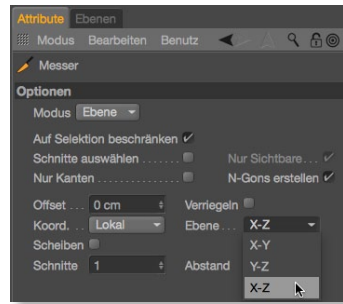 Attribute Ebenen
Modus Bearbeiten Benutz
Messer
Optionen
Modus Ebene
Auf Selektion beschränken
Schnitte auswählen ..... Nur Sichtbare...
Nur Kanten ........... N-Gons erstellen
Offset ... 0 cm Verriegeln
Koord. .. Lokal Ebene ... X-Z
Scheiben X-Y
Schnitte 1 Abstand Y-Z
X-Z